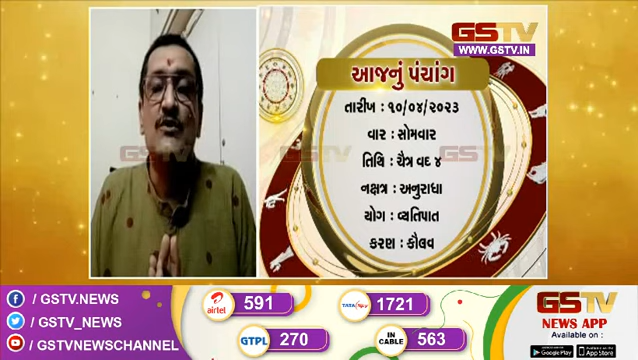 GSTV
WWW.GSTV.IN
આજનું પંચાંગ
તારીખ : ૧૦/૦૪/૨૦૨૩
વાર : સોમવાર
તિથિ : ચૈત્ર વદ ૪
નક્ષત્ર : અનુરાધા
યોગ : વ્યતિપાત
કરણ : કૌલવ
GSTV
/ GSTV.NEWS
/ GSTV_NEWS
/ GSTVNEWSCHANNEL
airtel 591
TATA Play 1721
GTPL 270
IN CABLE 563
GSTV
NEWS APP
Available on :
Google Play
App Store